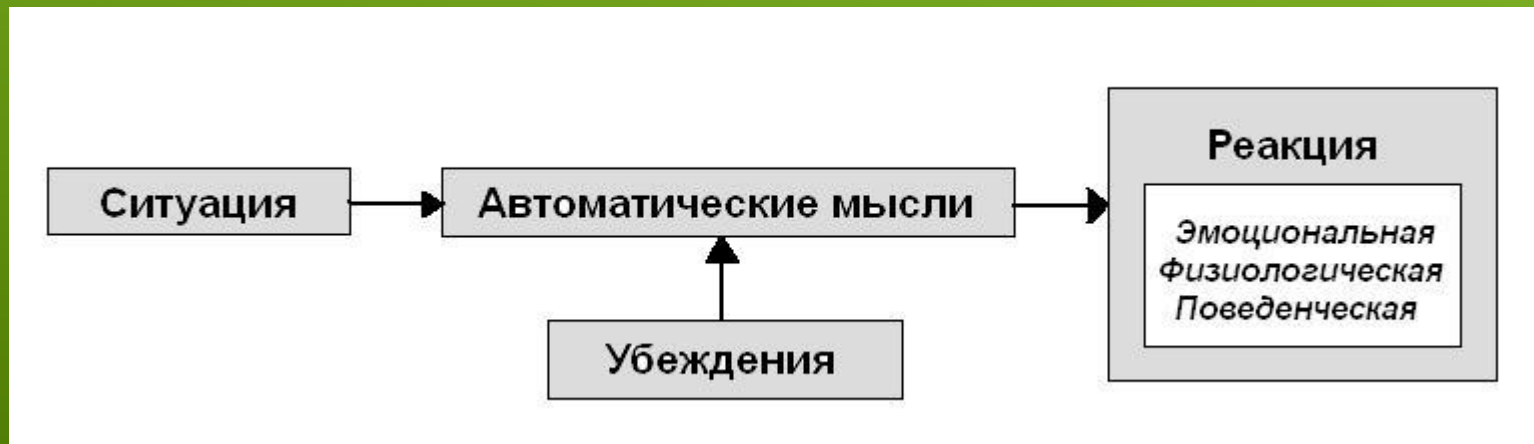 Ситуация
Автоматические мысли
Убеждения
Реакция
Эмоциональная
Физиологическая
Поведенческая